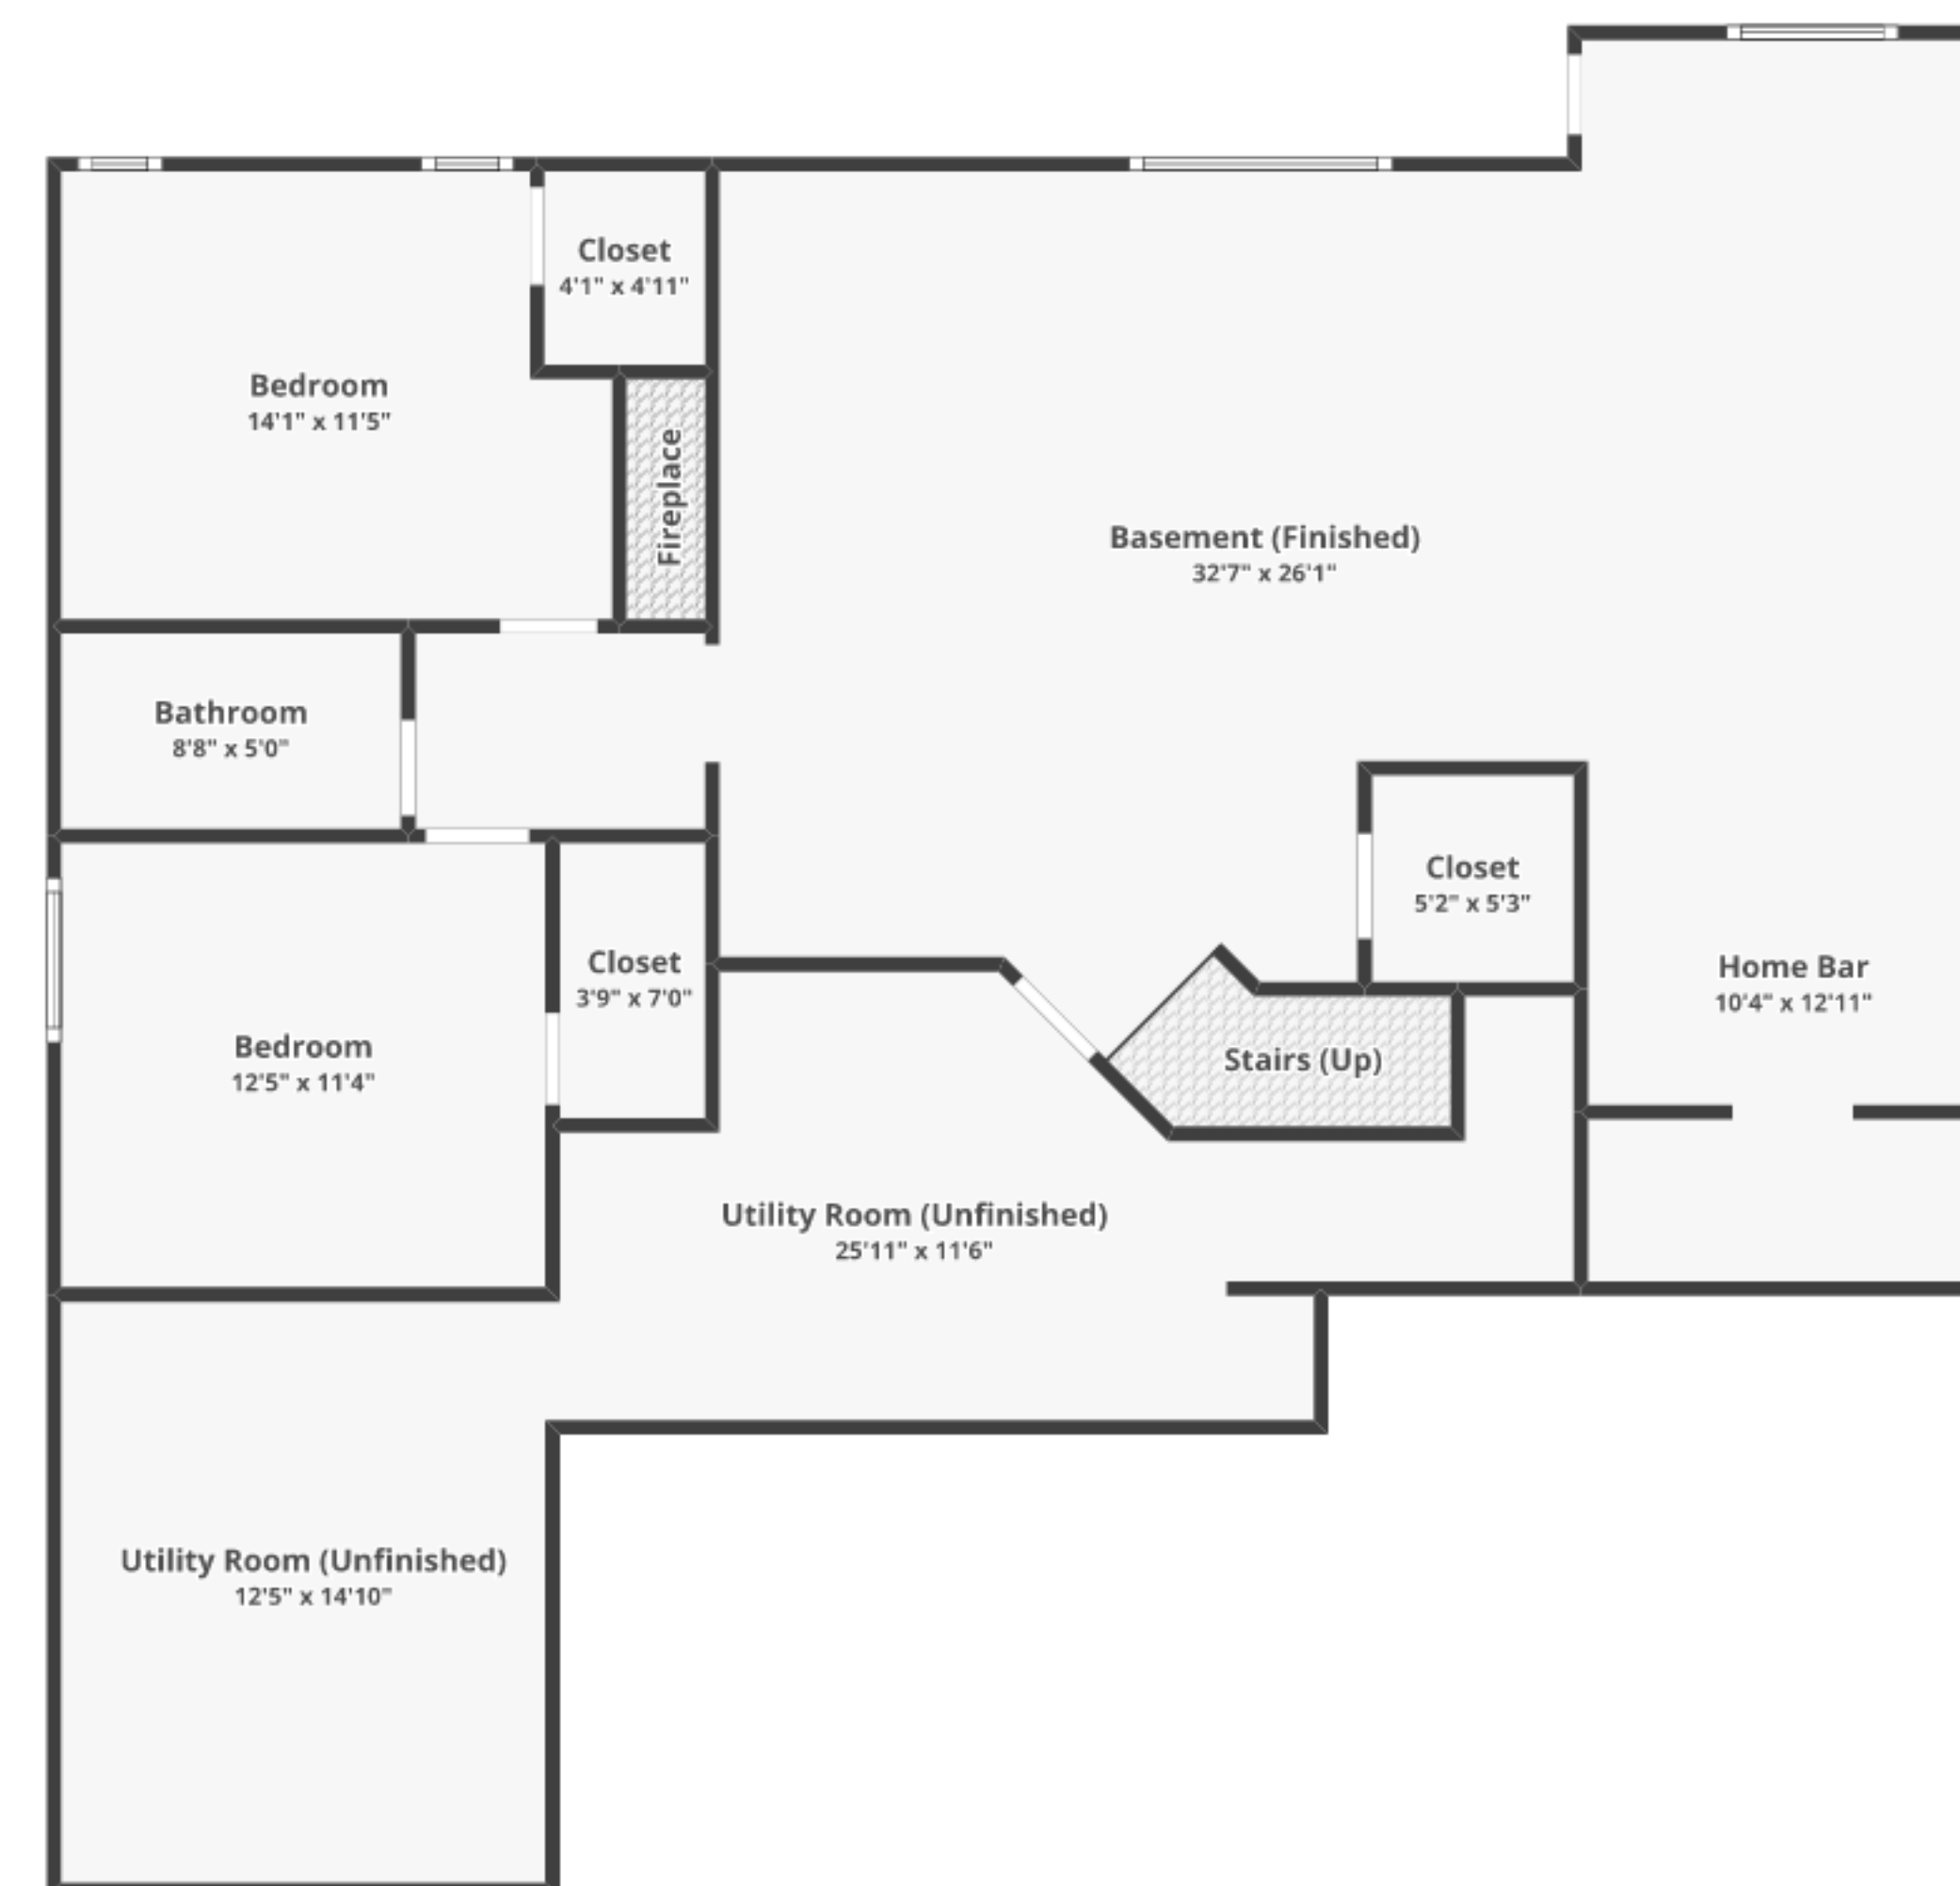 Closet
4'1" x 4'11"
Bedroom
14'1" x 11'5"
Fireplace
Basement (Finished)
32'7" x 26'1"
Bathroom
8'8" x 5'0"
Closet
5'2" x 5'3"
Closet
3'9" x 7'0"
Home Bar
10'4" x 12'11"
Bedroom
12'5" x 11'4"
Stairs (Up)
Utility Room (Unfinished)
25'11" x 11'6"
Utility Room (Unfinished)
12'5" x 14'10"